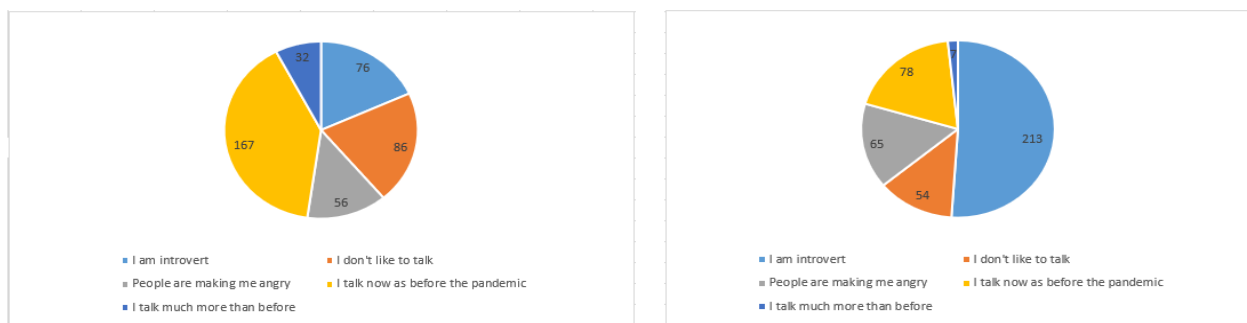 32
76
167
86
56
I am introvert
I don't like to talk
People are making me angry
I talk now as before the pandemic
I talk much more than before
7
78
213
65
54
I am introvert
I don't like to talk
People are making me angry
I talk now as before the pandemic
I talk much more than before